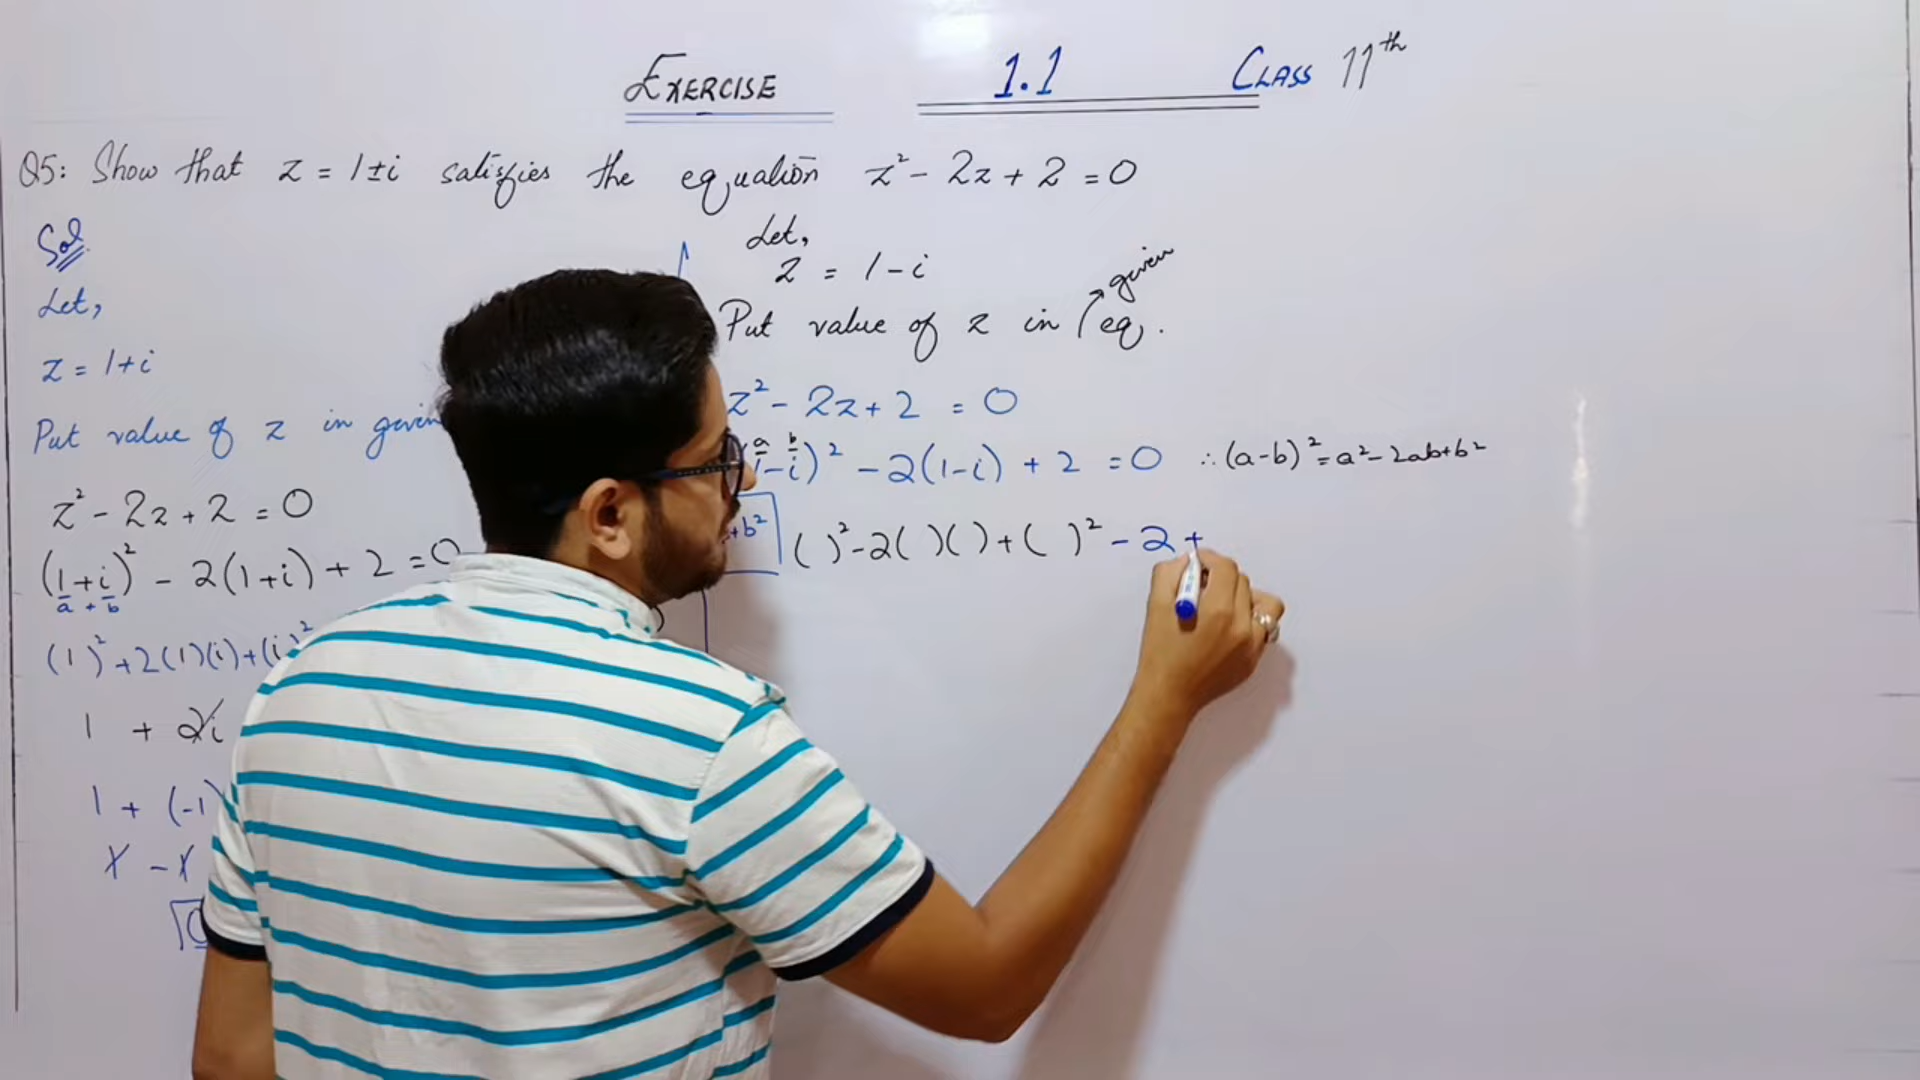 EXERCISE 1.1 CLASS 11th
Q5: Show that z = 1±i satisfies the equation z² - 2z + 2 = 0
Sol
Let,
z = 1+i
Put value of z in given
z² - 2z + 2 = 0
(1+i)² - 2(1+i) + 2 = 0
a + b
(1)² + 2(1)(i) + (i)²
1 + 2i
1 + (-1)
1 - 1
Let,
z = 1-i
given
Put value of z in eq.
z² - 2z + 2 = 0
a b
(1-i)² - 2(1-i) + 2 = 0 ∴ (a-b)² = a² - 2ab + b²
+b²
( )² - 2( )( ) + ( )² - 2 +